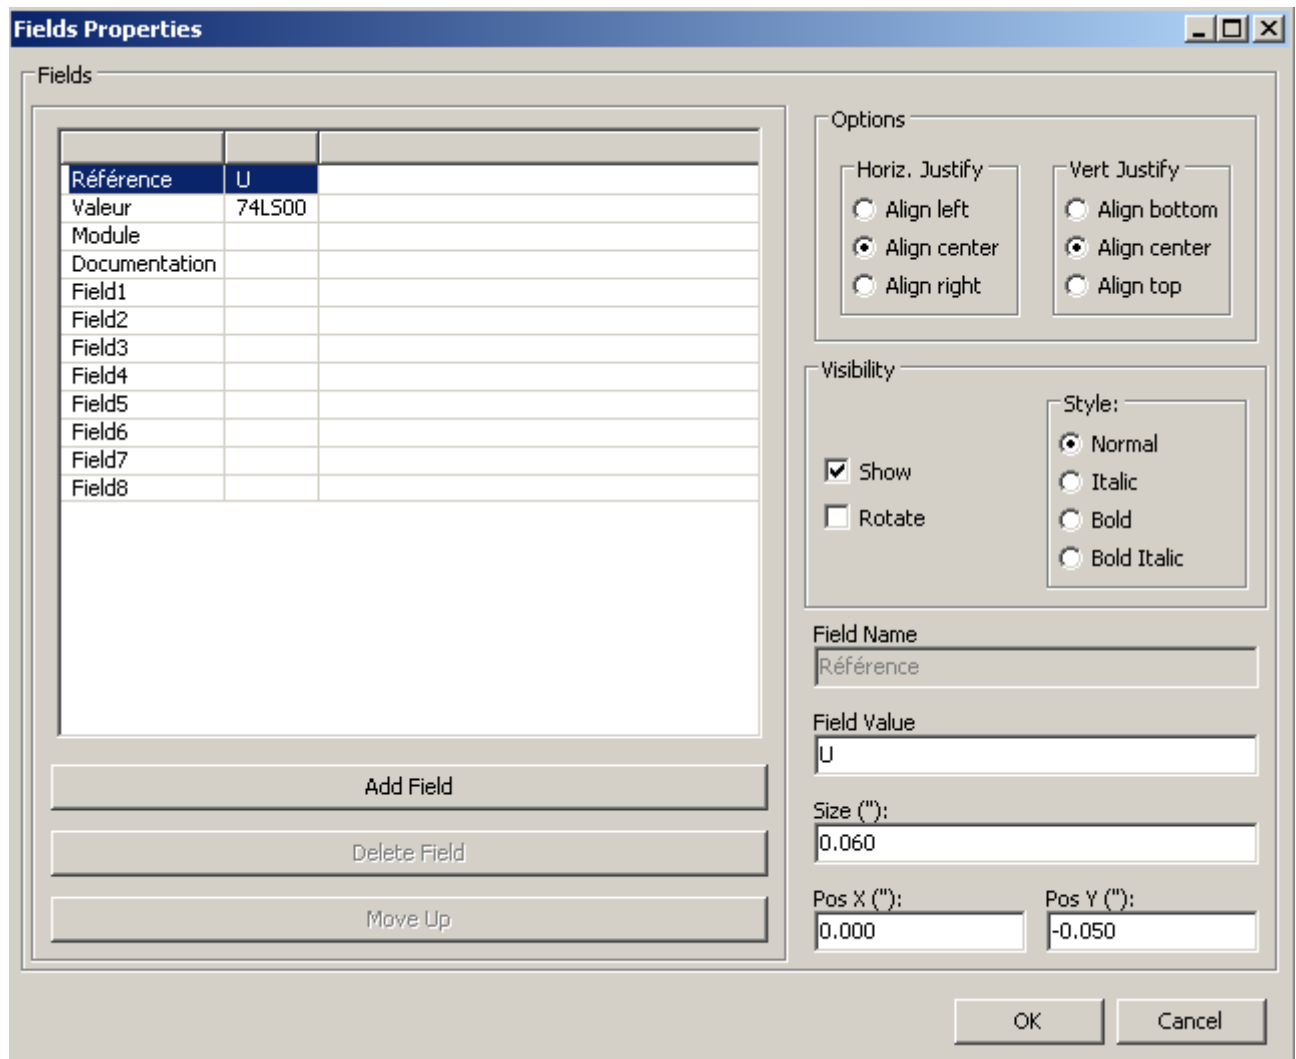 Fields Properties
Fields
Référence U
Valeur 74LS00
Module
Documentation
Field1
Field2
Field3
Field4
Field5
Field6
Field7
Field8
Add Field
Delete Field
Move Up
Options
Horiz. Justify
Align left
Align center
Align right
Vert Justify
Align bottom
Align center
Align top
Visibility
Show
Rotate
Style:
Normal
Italic
Bold
Bold Italic
Field Name
Référence
Field Value
U
Size ("):
0.060
Pos X ("):
0.000
Pos Y ("):
-0.050
OK
Cancel